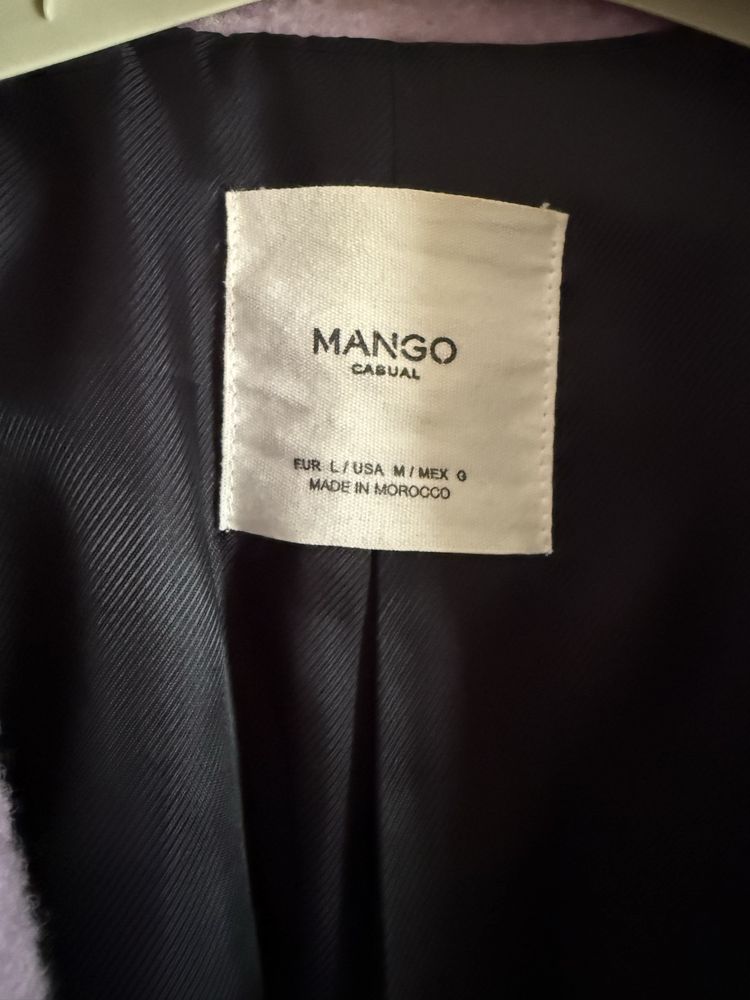 MANGO
CASUAL
EUR L / USA M / MEX G
MADE IN MOROCCO